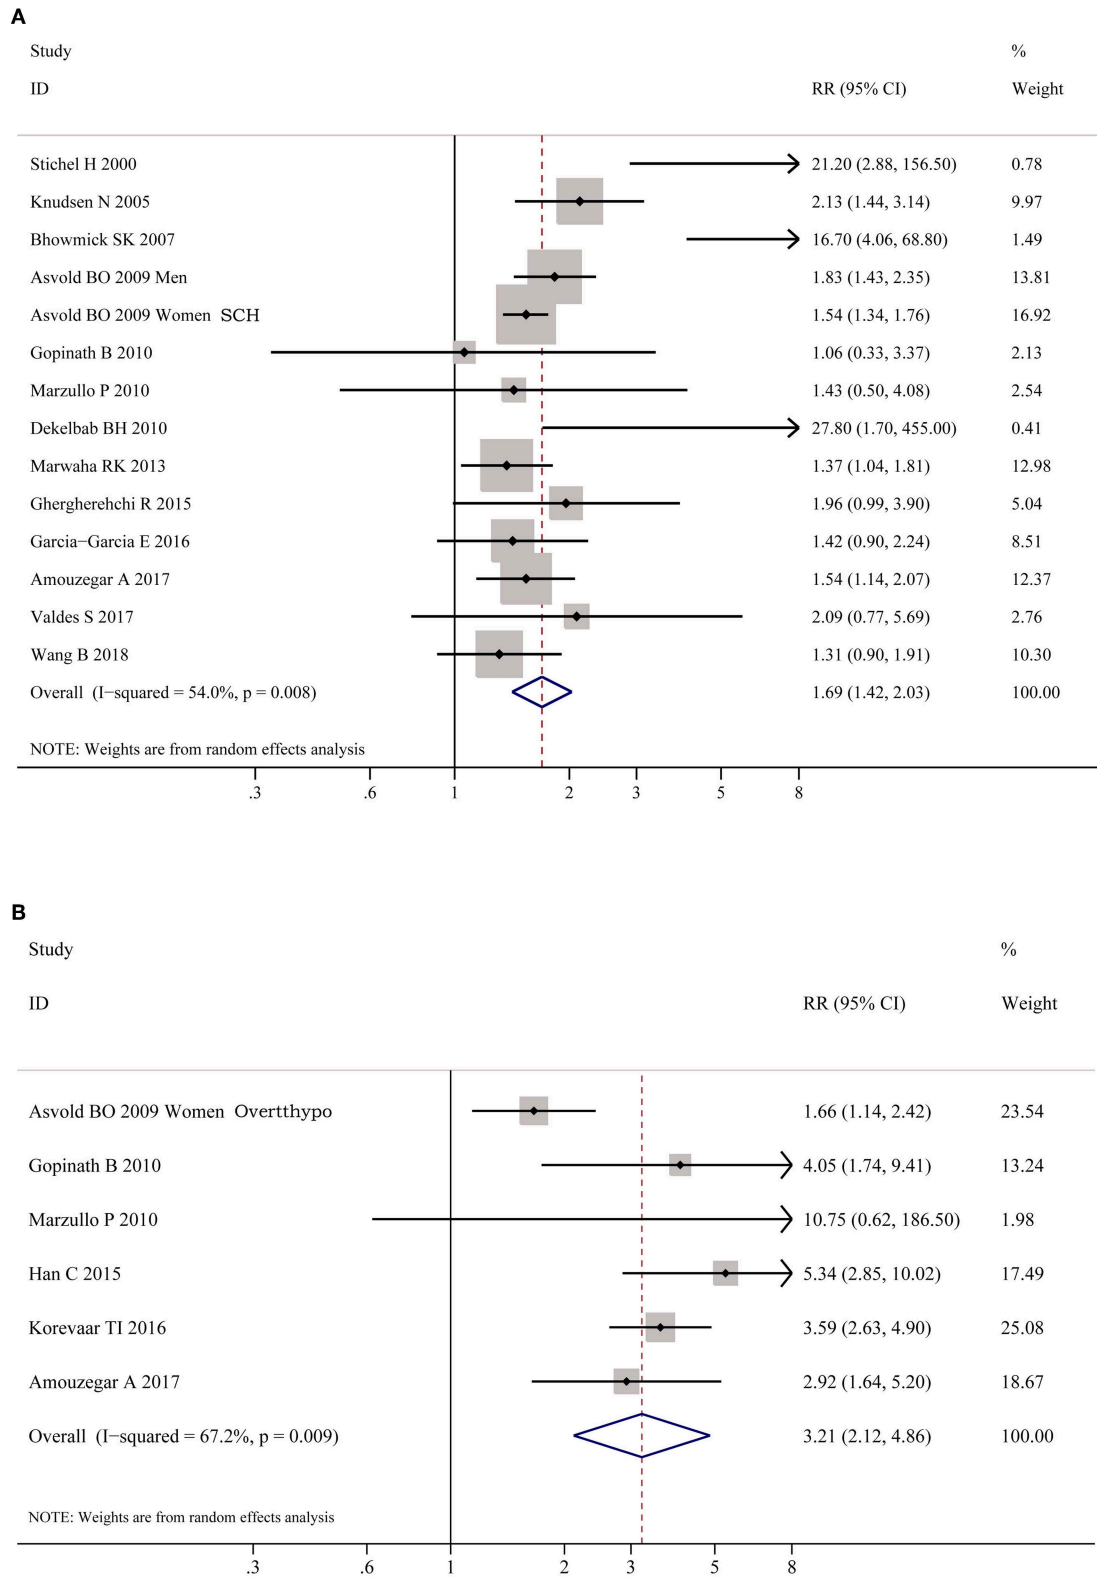 A
Study %
ID RR (95% CI) Weight
Stichel H 2000 21.20 (2.88, 156.50) 0.78
Knudsen N 2005 2.13 (1.44, 3.14) 9.97
Bhowmick SK 2007 16.70 (4.06, 68.80) 1.49
Asvold BO 2009 Men 1.83 (1.43, 2.35) 13.81
Asvold BO 2009 Women SCH 1.54 (1.34, 1.76) 16.92
Gopinath B 2010 1.06 (0.33, 3.37) 2.13
Marzullo P 2010 1.43 (0.50, 4.08) 2.54
Dekelbab BH 2010 27.80 (1.70, 455.00) 0.41
Marwaha RK 2013 1.37 (1.04, 1.81) 12.98
Ghergherehchi R 2015 1.96 (0.99, 3.90) 5.04
Garcia−Garcia E 2016 1.42 (0.90, 2.24) 8.51
Amouzegar A 2017 1.54 (1.14, 2.07) 12.37
Valdes S 2017 2.09 (0.77, 5.69) 2.76
Wang B 2018 1.31 (0.90, 1.91) 10.30
Overall (I−squared = 54.0%, p = 0.008) 1.69 (1.42, 2.03) 100.00
NOTE: Weights are from random effects analysis
.3 .6 1 2 3 5 8
B
Study %
ID RR (95% CI) Weight
Asvold BO 2009 Women Overtthypo 1.66 (1.14, 2.42) 23.54
Gopinath B 2010 4.05 (1.74, 9.41) 13.24
Marzullo P 2010 10.75 (0.62, 186.50) 1.98
Han C 2015 5.34 (2.85, 10.02) 17.49
Korevaar TI 2016 3.59 (2.63, 4.90) 25.08
Amouzegar A 2017 2.92 (1.64, 5.20) 18.67
Overall (I−squared = 67.2%, p = 0.009) 3.21 (2.12, 4.86) 100.00
NOTE: Weights are from random effects analysis
.3 .6 1 2 3 5 8